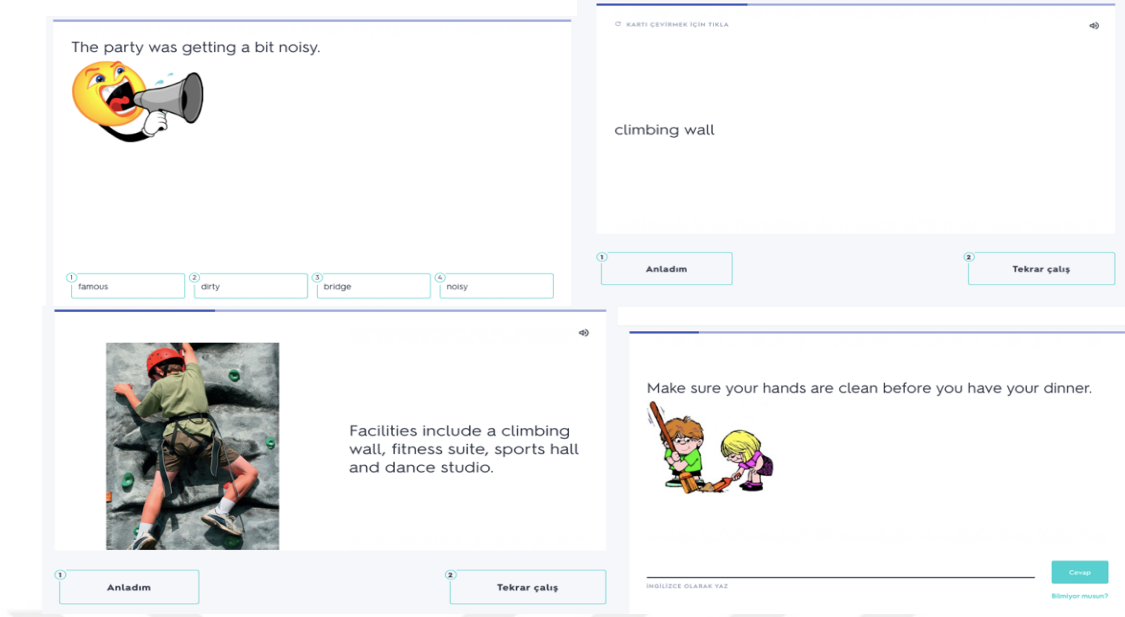 The party was getting a bit noisy.
1 famous
2 dirty
3 bridge
4 noisy
KARTI ÇEVİRMEK İÇİN TIKLA
climbing wall
1 Anladım
2 Tekrar çalış
Facilities include a climbing
wall, fitness suite, sports hall
and dance studio.
1 Anladım
2 Tekrar çalış
Make sure your hands are clean before you have your dinner.
İNGİLİZCE OLARAK YAZ
Cevap
Bilmiyor musun?